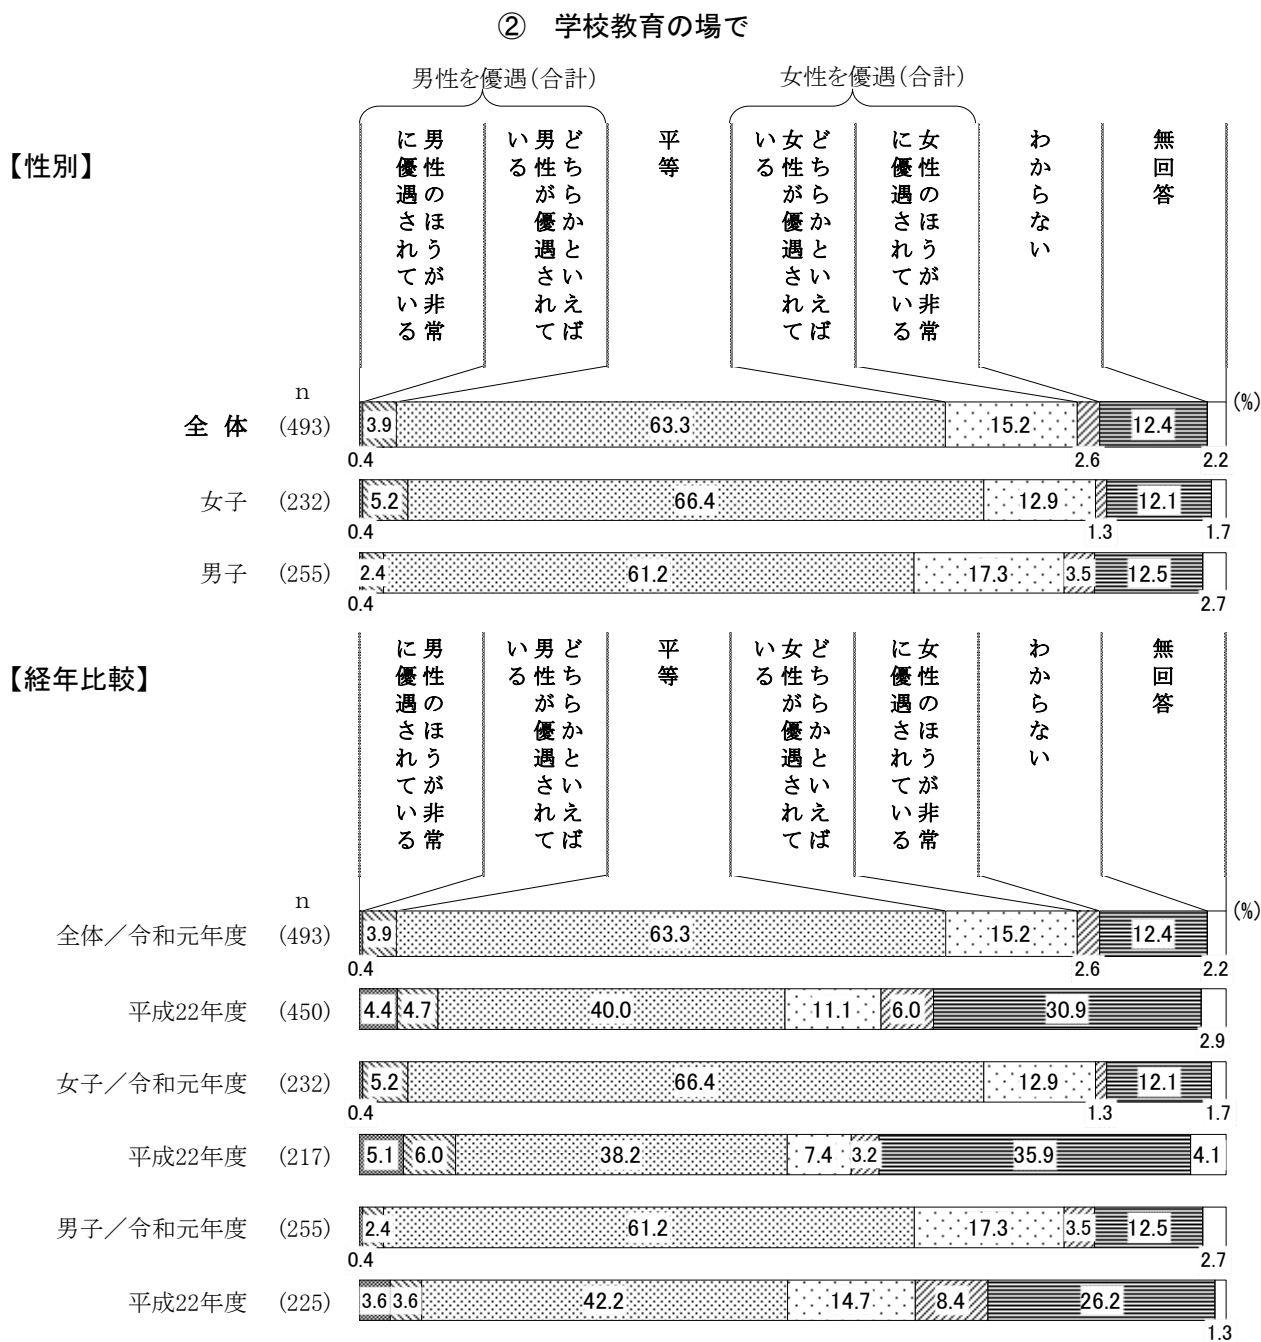 ② 学校教育の場で
男性を優遇(合計)
女性を優遇(合計)
【性別】
男性のほうが非常
に優遇されている
どちらかといえば
男性が優遇されて
いる
平等
どちらかといえば
女性が優遇されて
いる
女性のほうが非常
に優遇されている
わからない
無回答
n
(%)
全体 (493) 3.9 63.3 15.2 12.4
0.4 2.6 2.2
女子 (232) 5.2 66.4 12.9 12.1
0.4 1.3 1.7
男子 (255) 2.4 61.2 17.3 3.5 12.5
0.4 2.7
【経年比較】
男性のほうが非常
に優遇されている
どちらかといえば
男性が優遇されて
いる
平等
どちらかといえば
女性が優遇されて
いる
女性のほうが非常
に優遇されている
わからない
無回答
n
(%)
全体/令和元年度 (493) 3.9 63.3 15.2 12.4
0.4 2.6 2.2
平成22年度 (450) 4.4 4.7 40.0 11.1 6.0 30.9
2.9
女子/令和元年度 (232) 5.2 66.4 12.9 12.1
0.4 1.3 1.7
平成22年度 (217) 5.1 6.0 38.2 7.4 3.2 35.9 4.1
男子/令和元年度 (255) 2.4 61.2 17.3 3.5 12.5
0.4 2.7
平成22年度 (225) 3.6 3.6 42.2 14.7 8.4 26.2
1.3